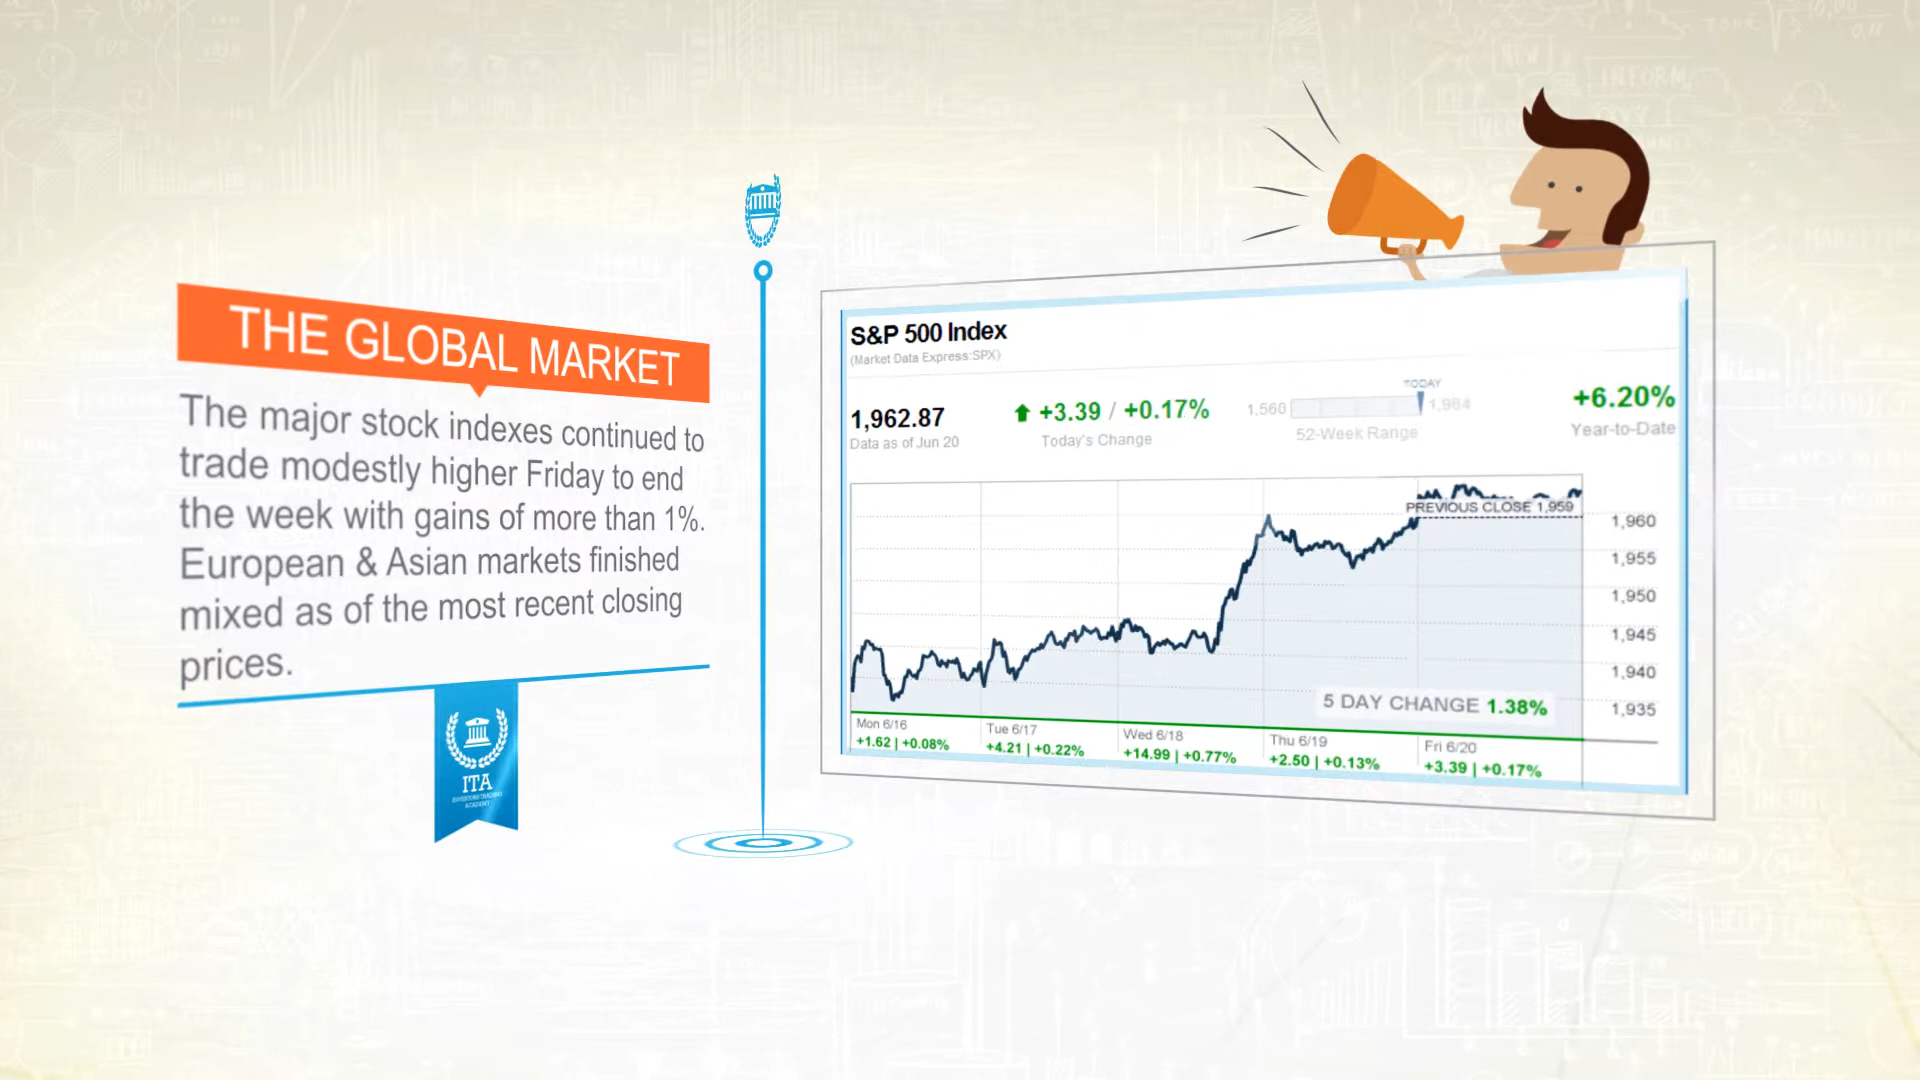 THE GLOBAL MARKET
The major stock indexes continued to
trade modestly higher Friday to end
the week with gains of more than 1%.
European & Asian markets finished
mixed as of the most recent closing
prices.
ITA
INVESTORS TRADING
ACADEMY
S&P 500 Index
(Market Data Express:SPX)
1,962.87
Data as of Jun 20
+3.39 / +0.17%
Today's Change
TODAY
1,560
1,964
52-Week Range
+6.20%
Year-to-Date
PREVIOUS CLOSE 1,959
1,960
1,955
1,950
1,945
1,940
1,935
5 DAY CHANGE 1.38%
Mon 6/16
+1.62 | +0.08%
Tue 6/17
+4.21 | +0.22%
Wed 6/18
+14.99 | +0.77%
Thu 6/19
+2.50 | +0.13%
Fri 6/20
+3.39 | +0.17%